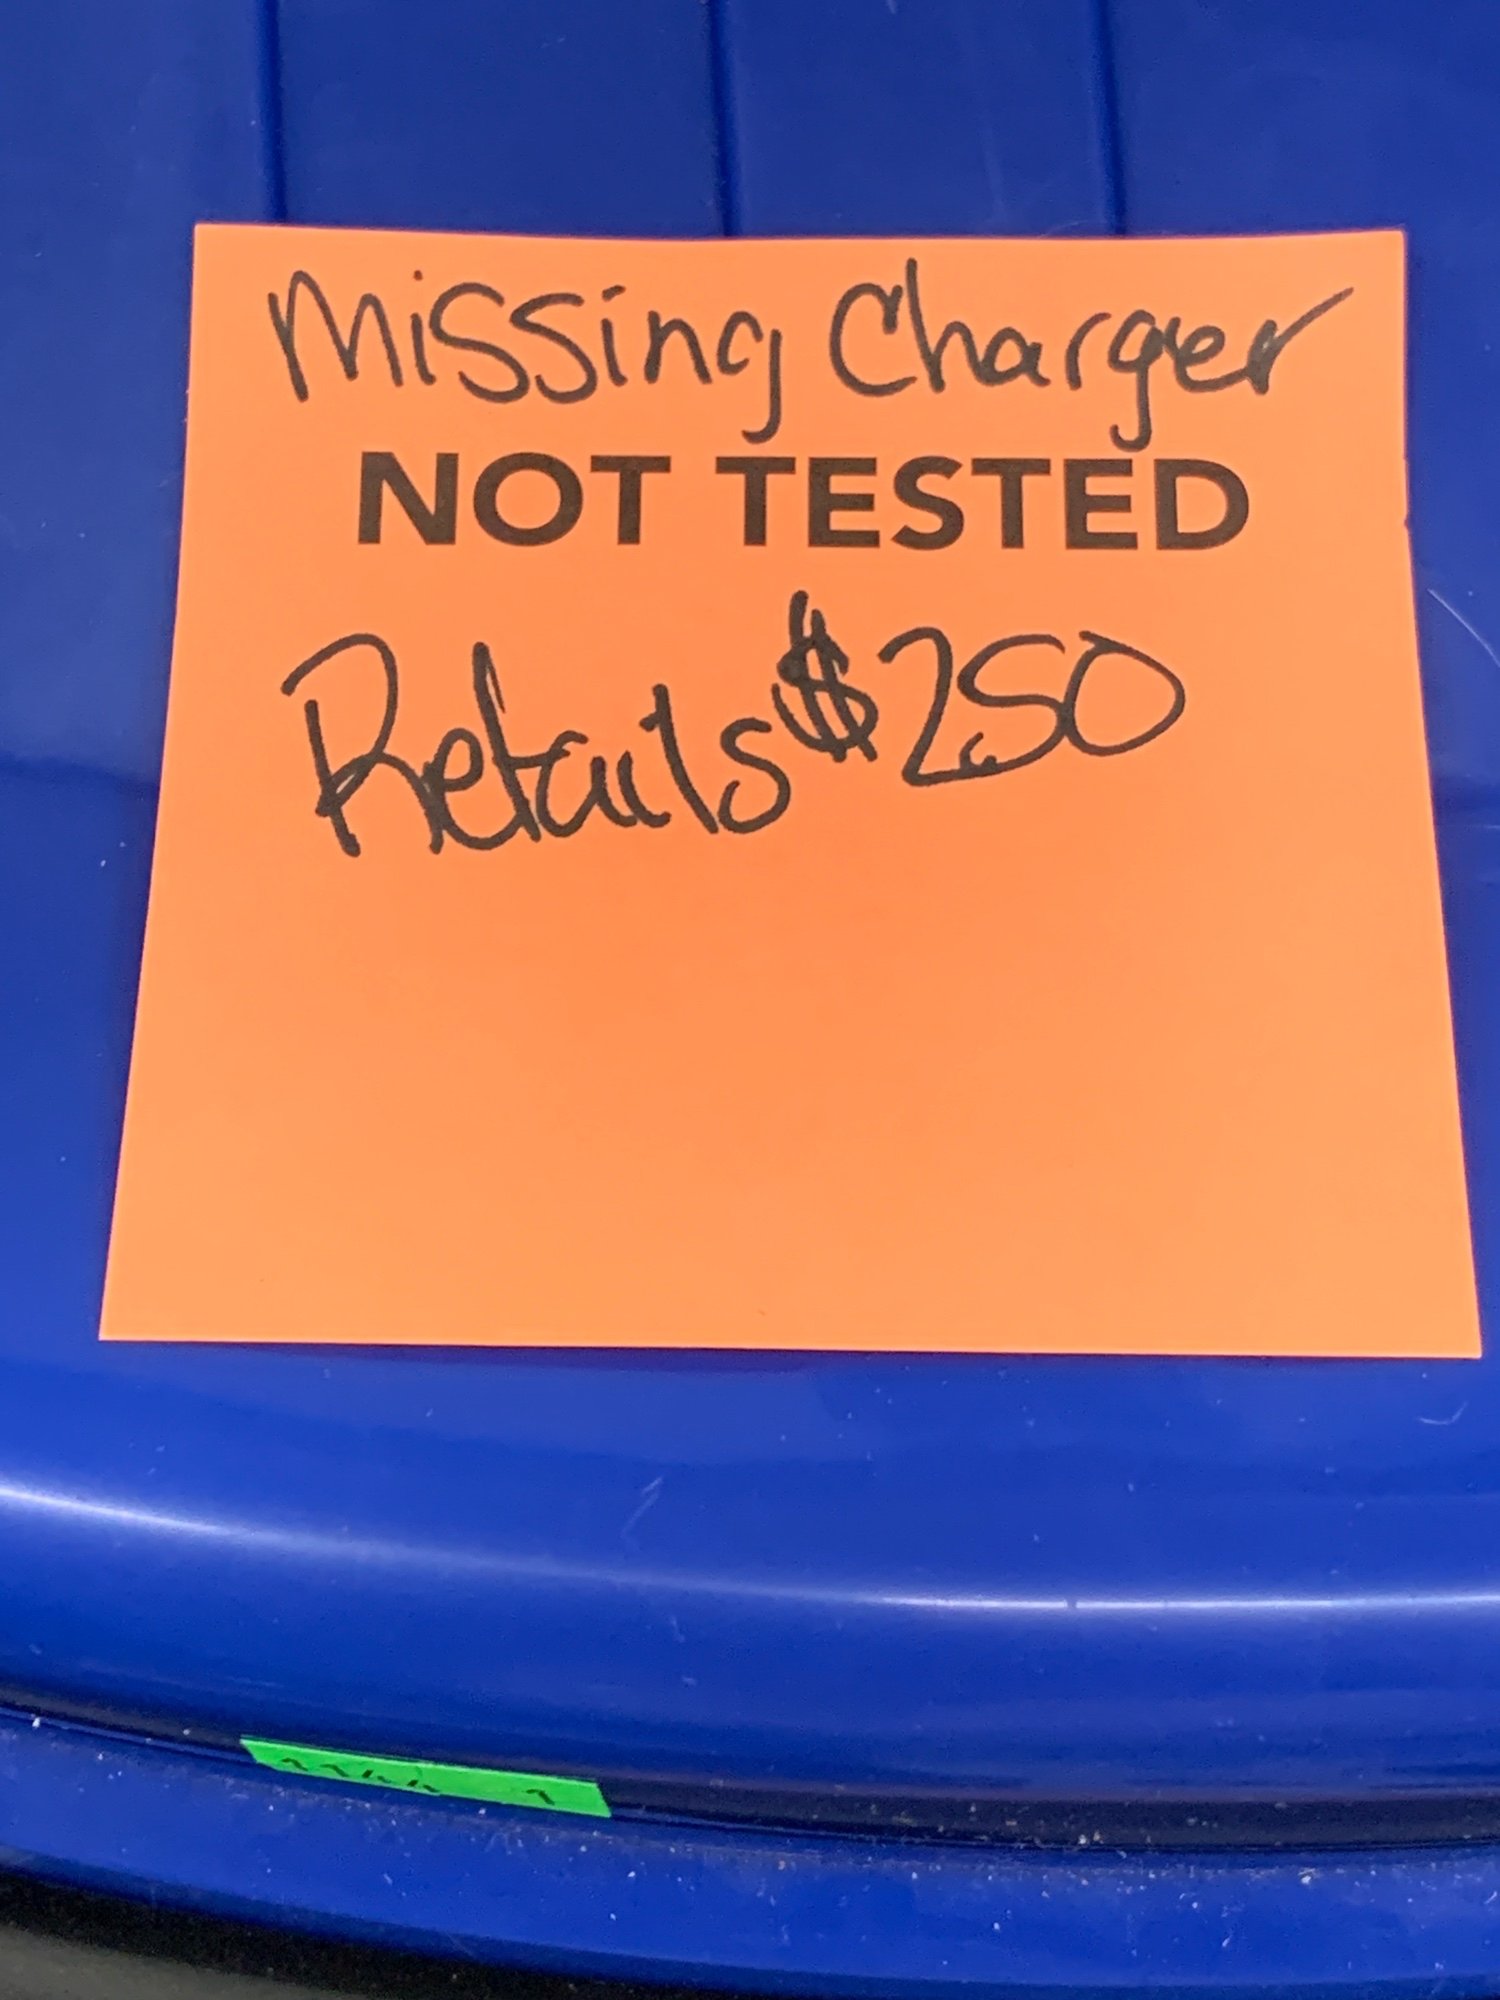 Missing Charger
NOT TESTED
Retails $250